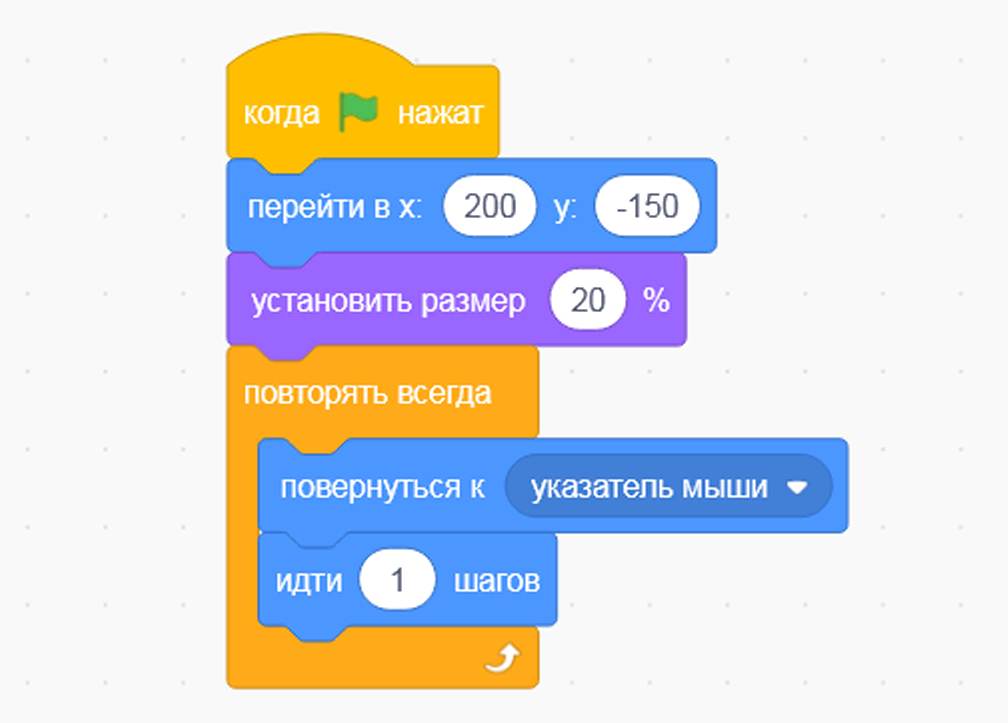 когда нажат
перейти в x: 200 y: -150
установить размер 20 %
повторять всегда
повернуться к указатель мыши
идти 1 шагов